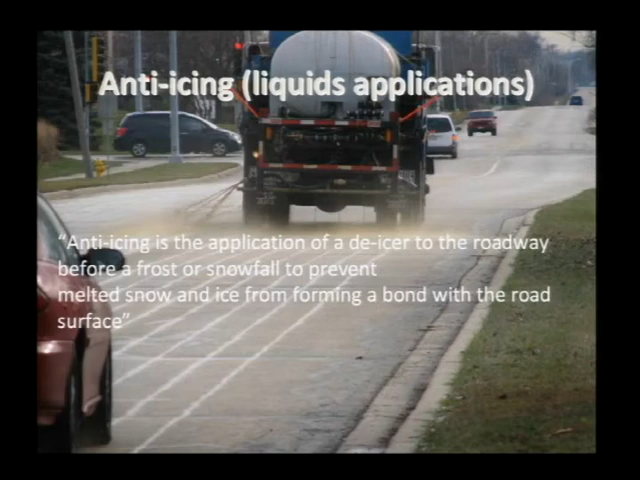 Anti-icing (liquids applications)
“Anti-icing is the application of a de-icer to the roadway
before a frost or snowfall to prevent
melted snow and ice from forming a bond with the road
surface”